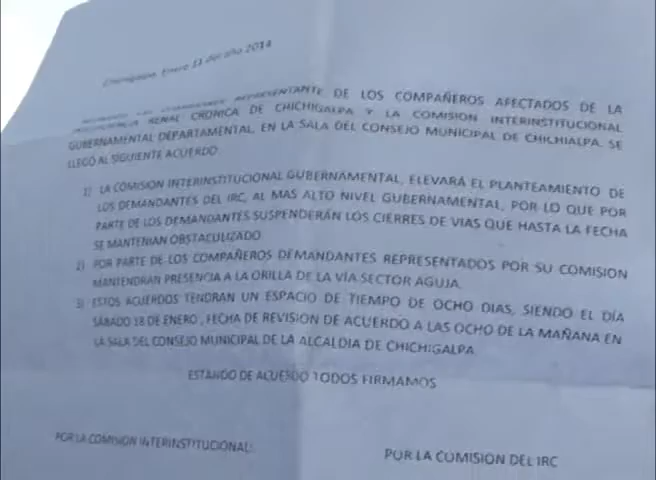 Chichigalpa, Enero 11 del año 2014
REPRESENTANTE DE LOS COMPAÑEROS AFECTADOS DE LA
INSUFICIENCIA RENAL CRÓNICA DE CHICHIGALPA Y LA COMISION INTERINSTITUCIONAL
GUBERNAMENTAL DEPARTAMENTAL, EN LA SALA DEL CONSEJO MUNICIPAL DE CHICHIALPA, SE
LLEGÓ AL SIGUIENTE ACUERDO
1) LA COMISION INTERINSTITUCIONAL GUBERNAMENTAL, ELEVARÁ EL PLANTEAMIENTO DE
LOS DEMANDANTES DEL IRC, AL MAS ALTO NIVEL GUBERNAMENTAL, POR LO QUE POR
PARTE DE LOS DEMANDANTES SUSPENDERÁN LOS CIERRES DE VIAS QUE HASTA LA FECHA
SE MANTENIAN OBSTACULIZADO
2) POR PARTE DE LOS COMPAÑEROS DEMANDANTES REPRESENTADOS POR SU COMISION
MANTENDRAN PRESENCIA A LA ORILLA DE LA VÍA SECTOR AGUJA.
3) ESTOS ACUERDOS TENDRAN UN ESPACIO DE TIEMPO DE OCHO DIAS, SIENDO EL DÍA
SÁBADO 18 DE ENERO , FECHA DE REVISION DE ACUERDO A LAS OCHO DE LA MAÑANA EN
LA SALA DEL CONSEJO MUNICIPAL DE LA ALCALDIA DE CHICHIGALPA
ESTANDO DE ACUERDO TODOS FIRMAMOS
POR LA COMISION INTERINSTITUCIONAL:
POR LA COMISION DEL IRC